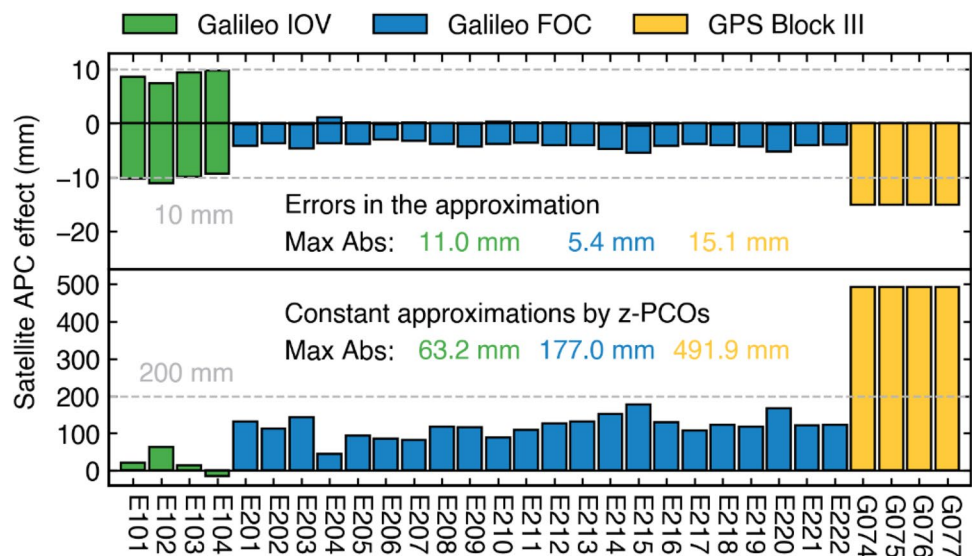 Galileo IOV Galileo FOC GPS Block III
Satellite APC effect (mm)
10
0
−10
−20
10 mm
Errors in the approximation
Max Abs: 11.0 mm 5.4 mm 15.1 mm
500
400
300
200
100
0
Constant approximations by z-PCOs
Max Abs: 63.2 mm 177.0 mm 491.9 mm
200 mm
E101 E102 E103 E104 E201 E202 E203 E204 E205 E206 E207 E208 E209 E210 E211 E212 E213 E214 E215 E216 E217 E218 E219 E220 E221 E222 G074 G075 G076 G077